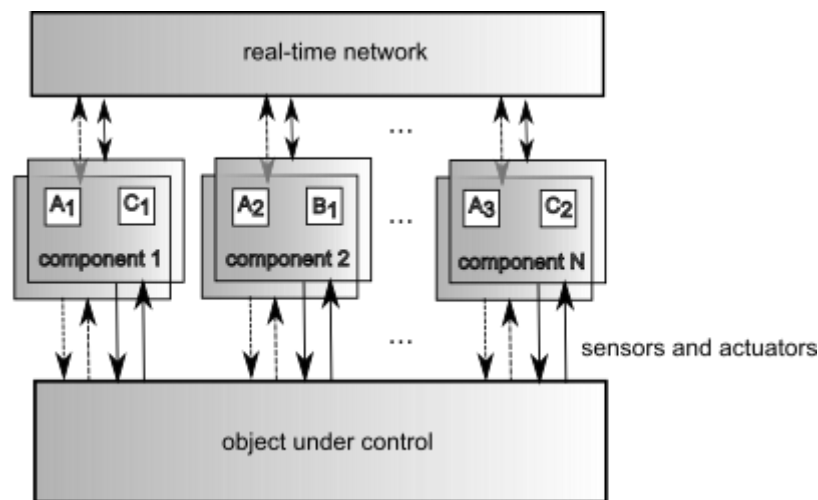 real-time network
...
A1 C1 A2 B1 ... A3 C2
component 1 component 2 component N
...
sensors and actuators
object under control